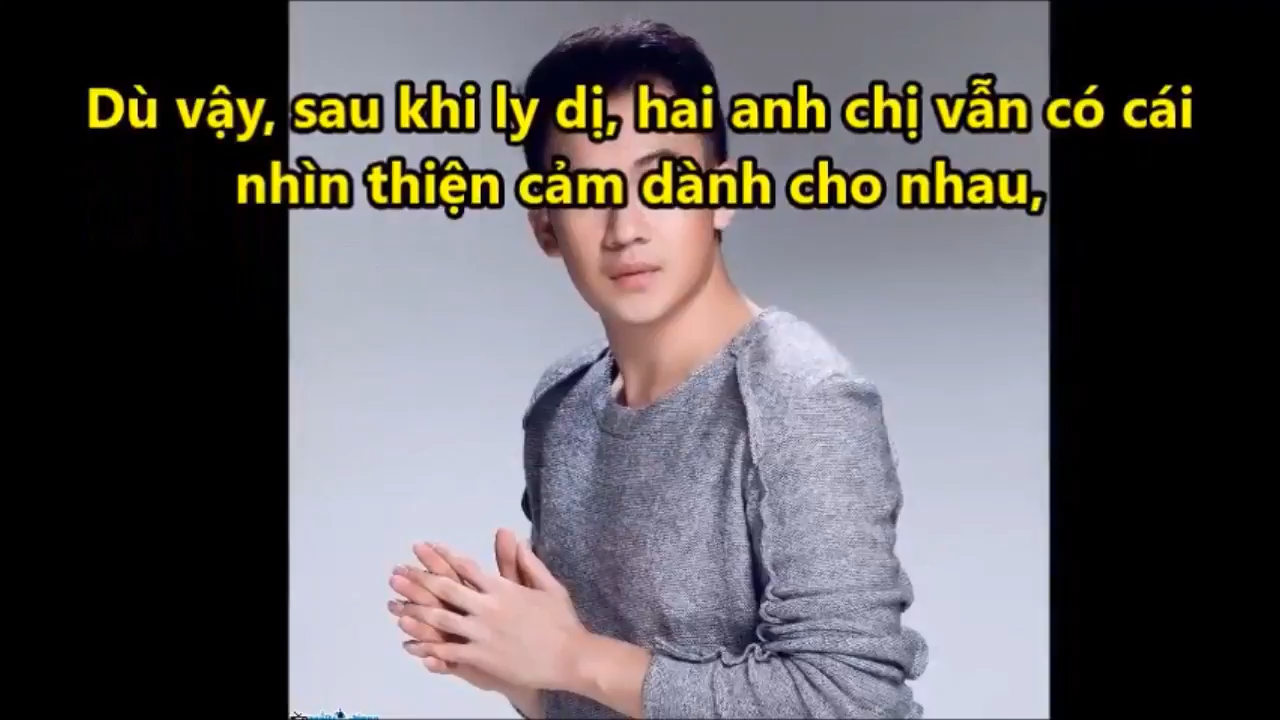 Dù vậy, sau khi ly dị, hai anh chị vẫn có cái
nhìn thiện cảm dành cho nhau,